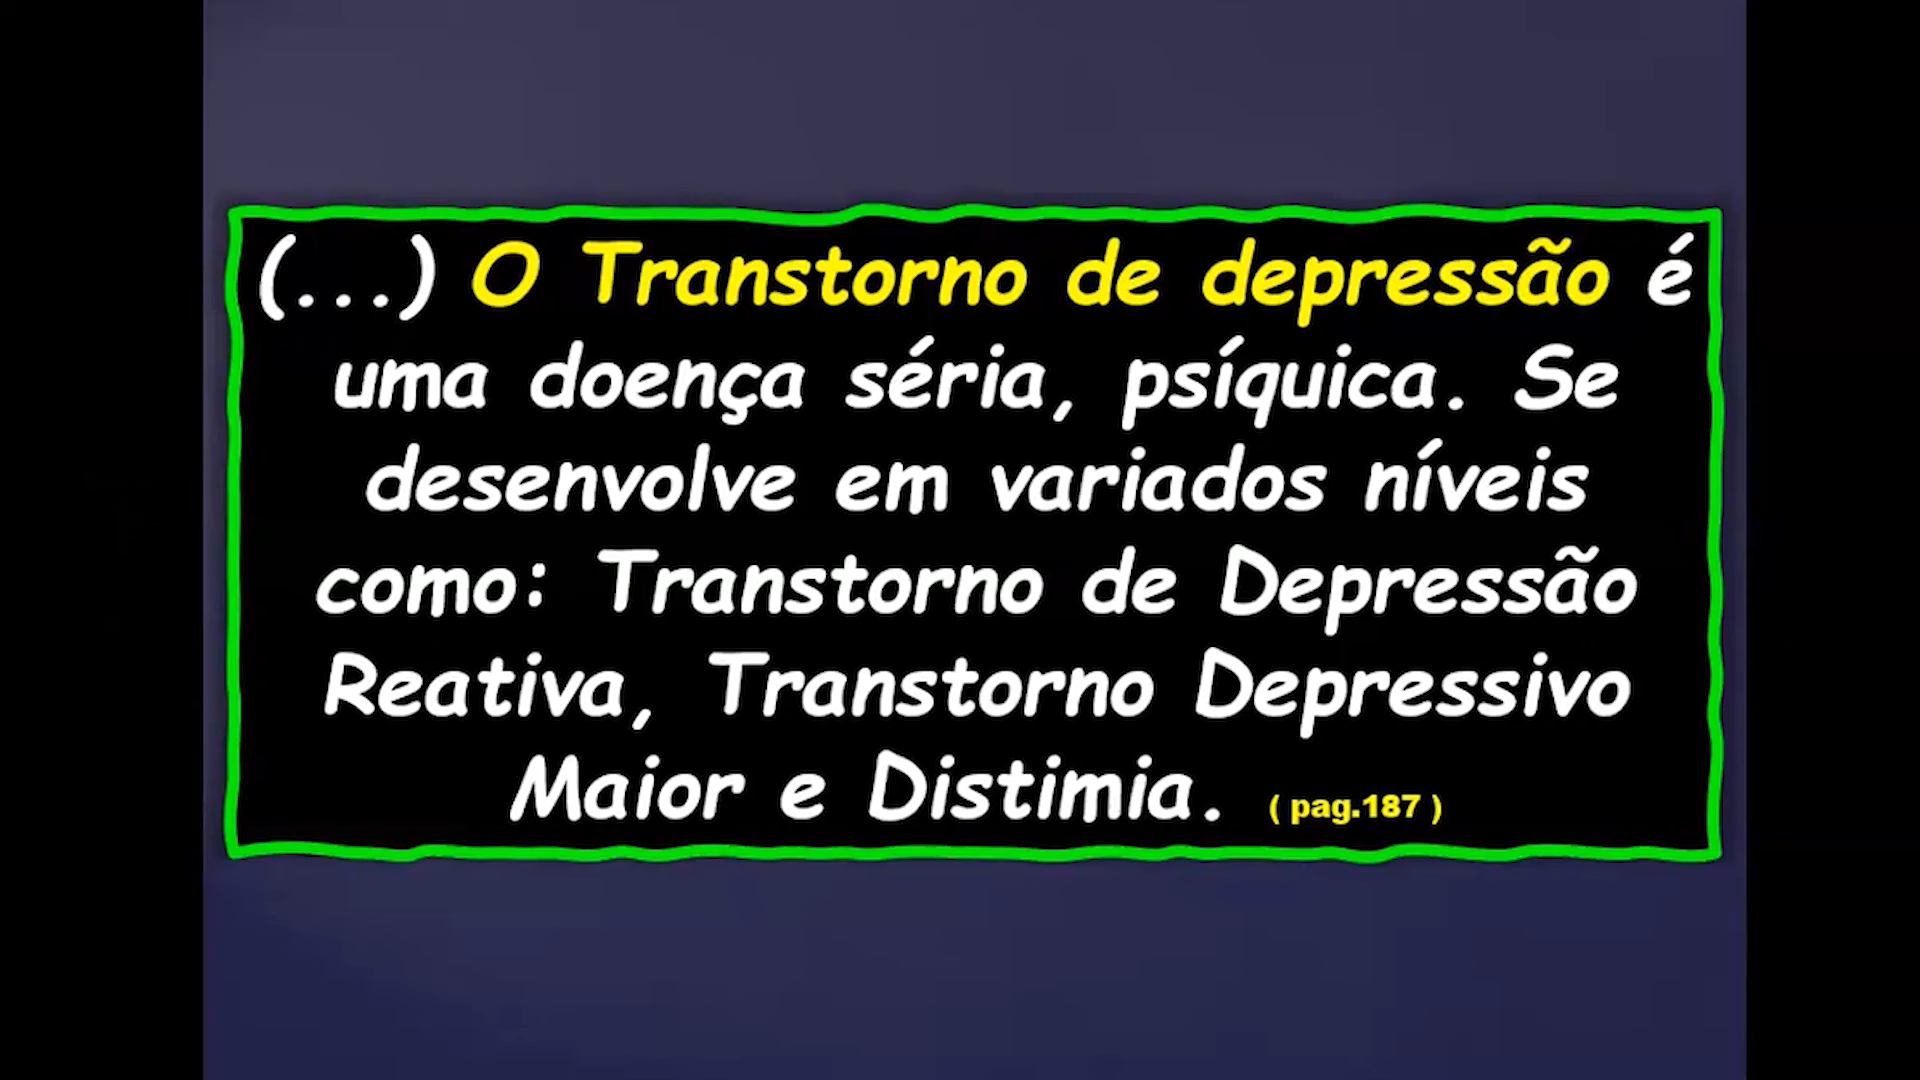 (...) O Transtorno de depressão é
uma doença séria, psíquica. Se
desenvolve em variados níveis
como: Transtorno de Depressão
Reativa, Transtorno Depressivo
Maior e Distimia. ( pag.187 )